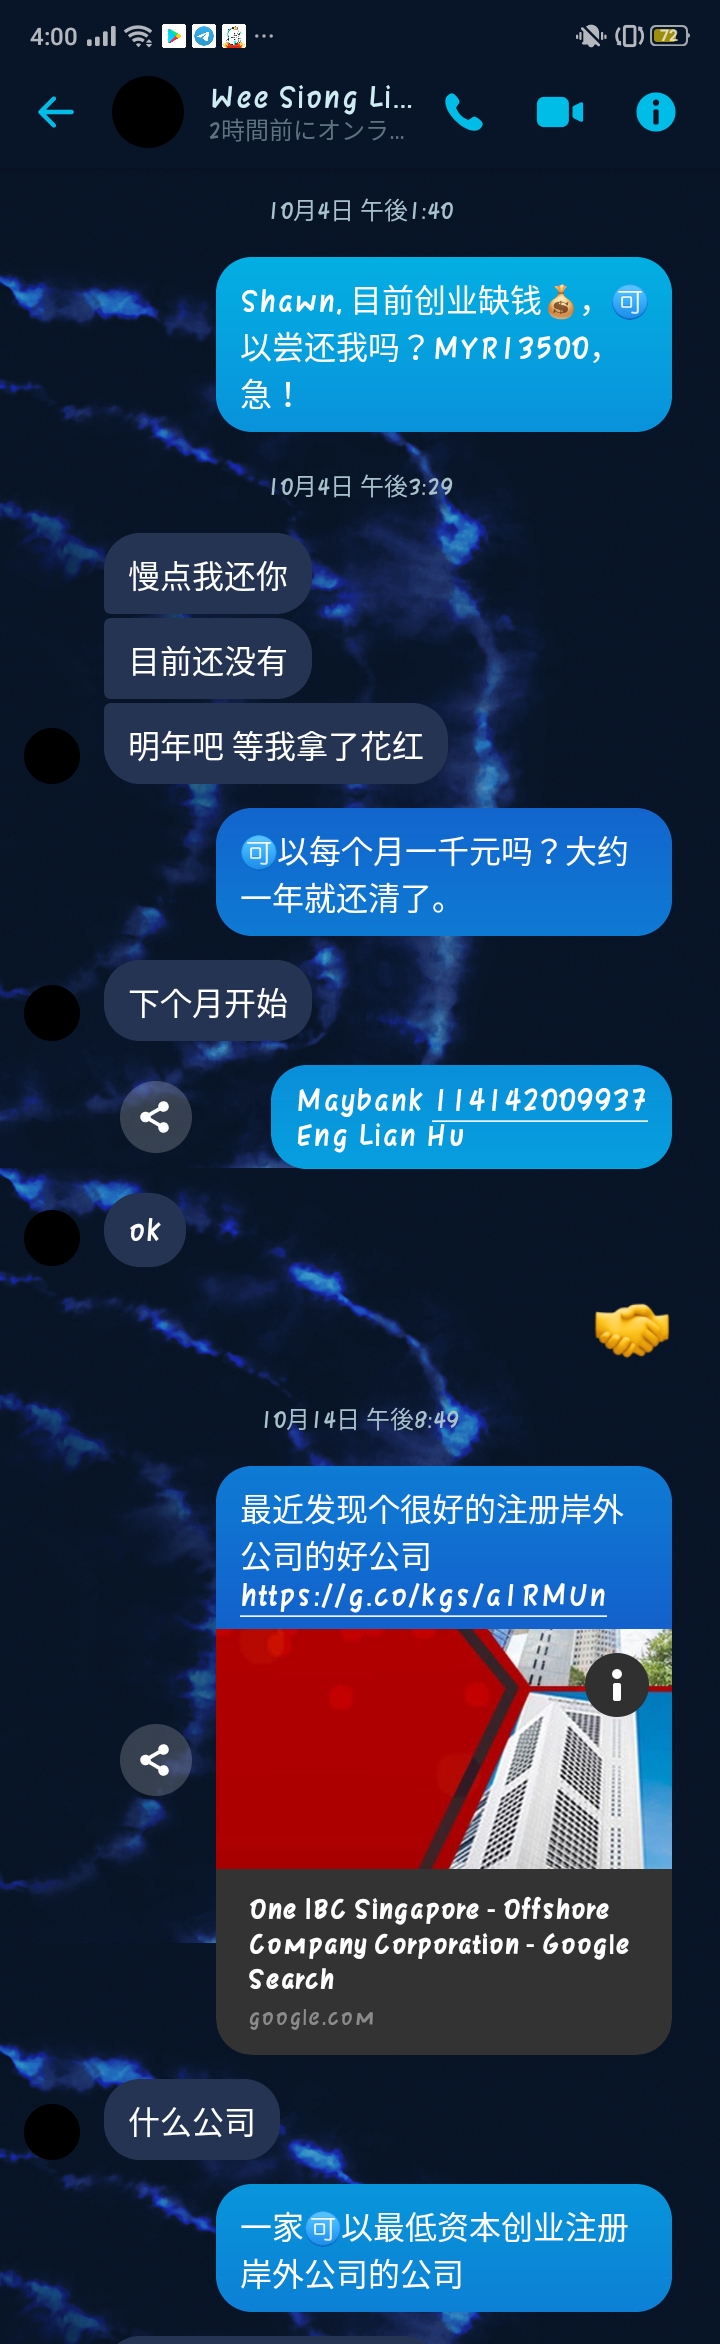 4:00
72
Wee Siong Li...
2時間前にオンラ...
10月4日 午後1:40
Shawn, 目前创业缺钱💰，🉑
以尝还我吗？MYR13500，
急！
10月4日 午後3:29
慢点我还你
目前还没有
明年吧 等我拿了花红
🉑以每个月一千元吗？大约
一年就还清了。
下个月开始
Maybank 114142009937
Eng Lian Hu
ok
10月14日 午後8:49
最近发现个很好的注册岸外
公司的好公司
https://g.co/kgs/a1RMUn
One IBC Singapore - Offshore
Company Corporation - Google
Search
google.com
什么公司
一家🉑以最低资本创业注册
岸外公司的公司